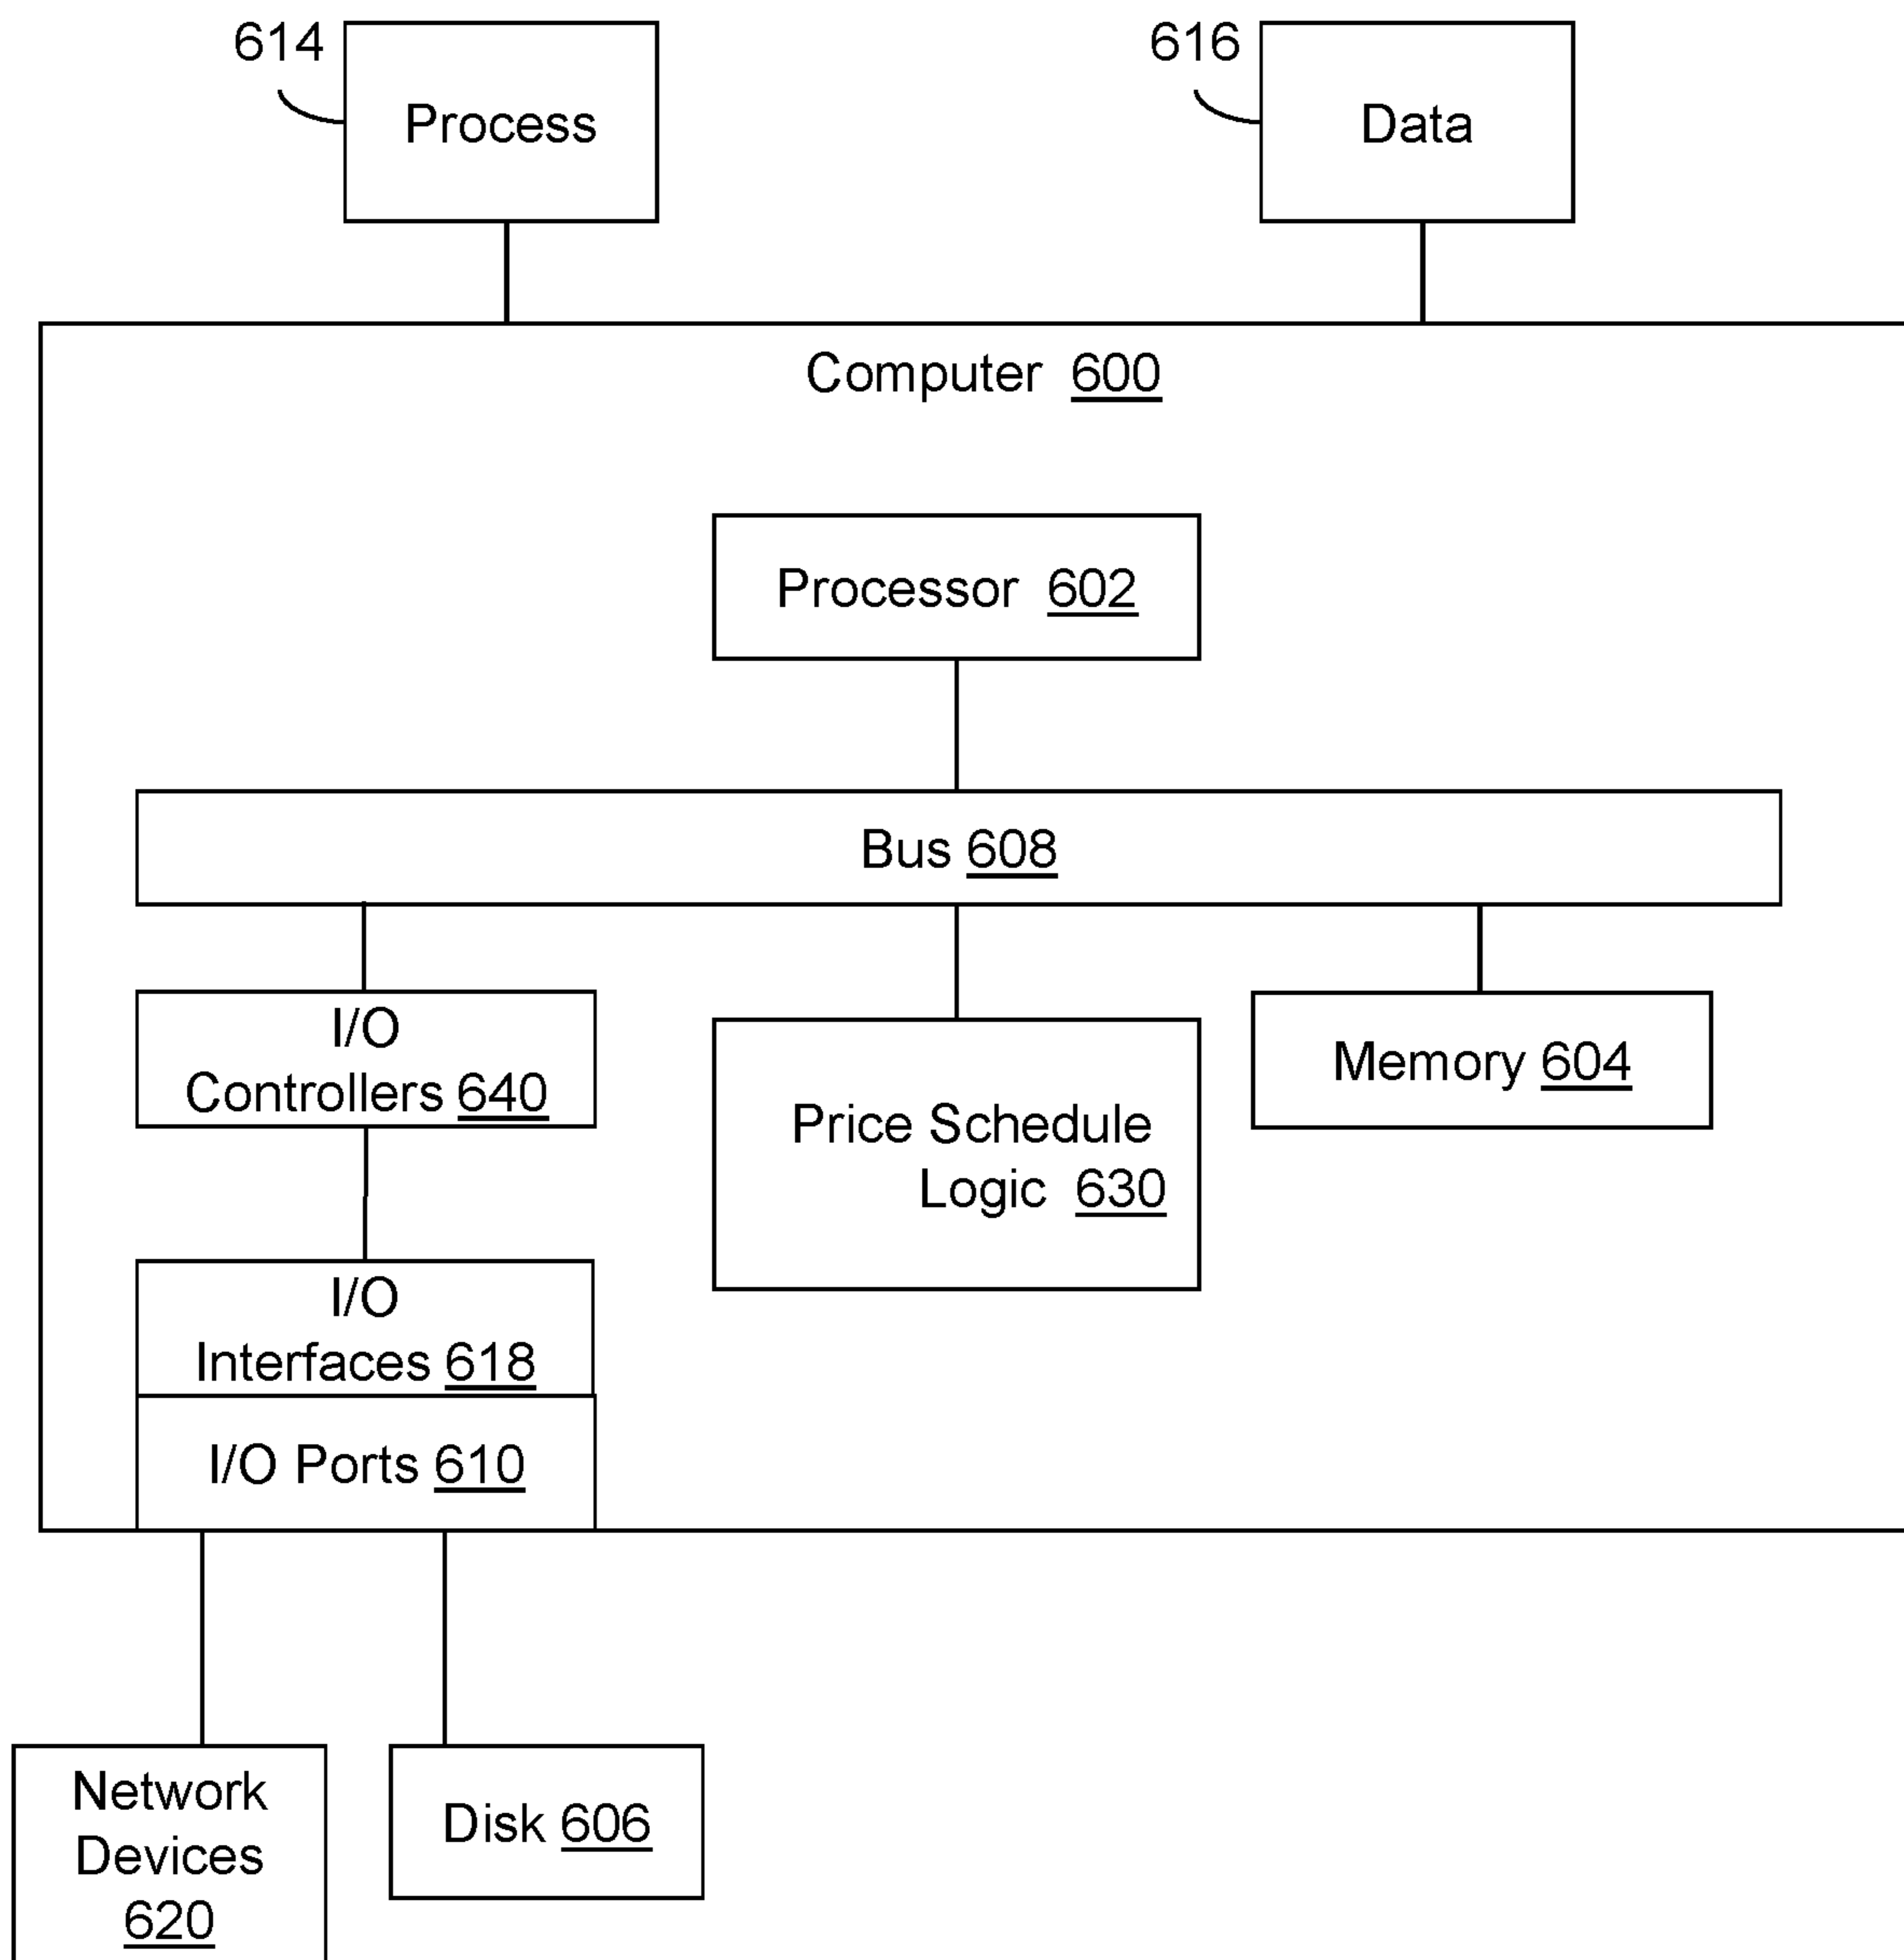 614
Process
616
Data
Computer 600
Processor 602
Bus 608
I/O
Controllers 640
Price Schedule
Logic 630
Memory 604
I/O
Interfaces 618
I/O Ports 610
Network
Devices
620
Disk 606